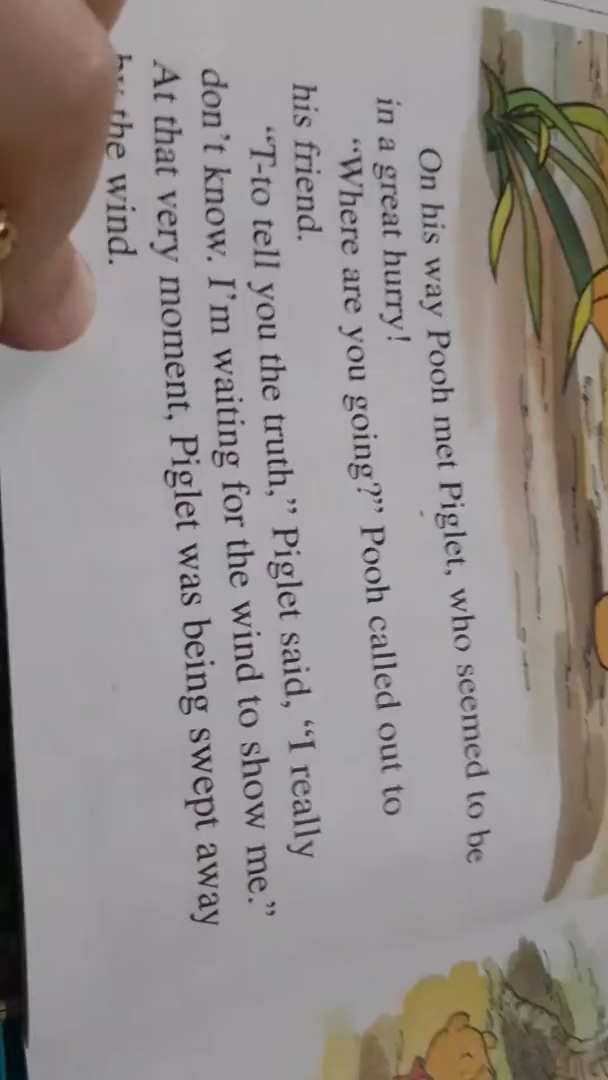 On his way Pooh met Piglet, who seemed to be
in a great hurry!
“Where are you going?” Pooh called out to
his friend.
“T-to tell you the truth,” Piglet said, “I really
don’t know. I’m waiting for the wind to show me.”
At that very moment, Piglet was being swept away
by the wind.